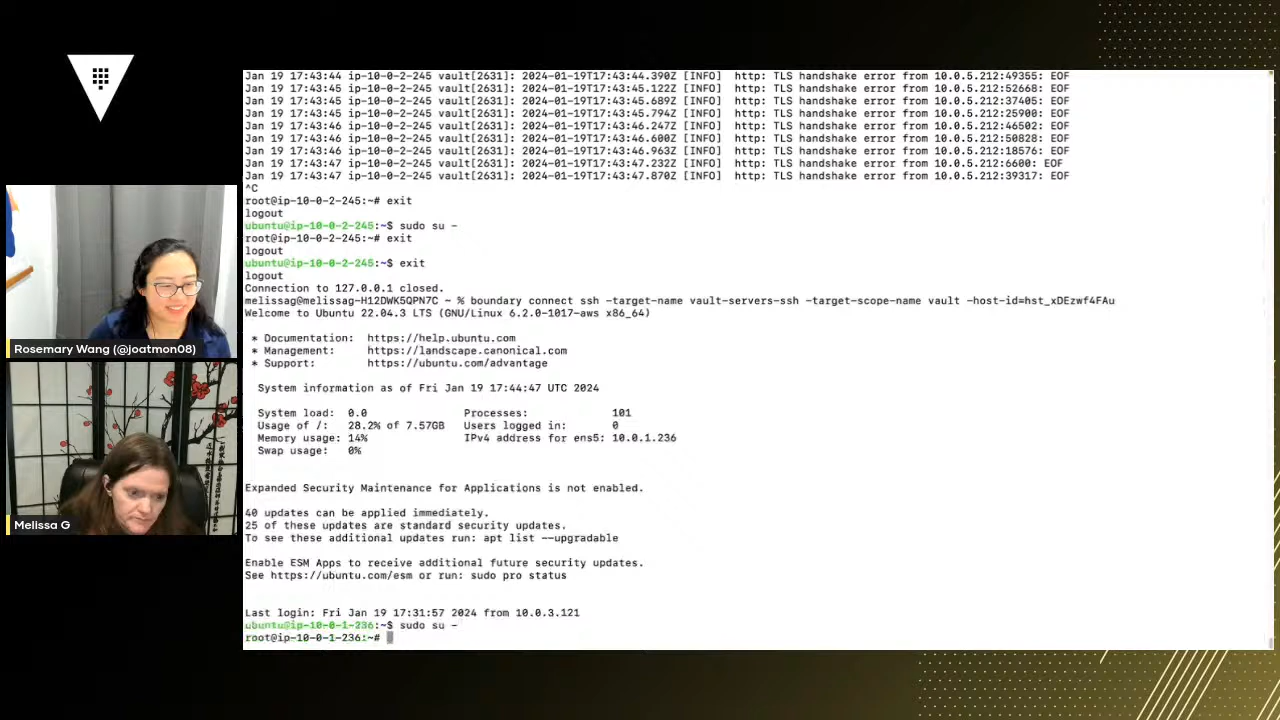 Jan 19 17:43:44 ip-10-0-2-245 vault[2631]: 2024-01-19T17:43:44.390Z [INFO]  http: TLS handshake error from 10.0.5.212:49355: EOF
Jan 19 17:43:45 ip-10-0-2-245 vault[2631]: 2024-01-19T17:43:45.122Z [INFO]  http: TLS handshake error from 10.0.5.212:52668: EOF
Jan 19 17:43:45 ip-10-0-2-245 vault[2631]: 2024-01-19T17:43:45.689Z [INFO]  http: TLS handshake error from 10.0.5.212:37405: EOF
Jan 19 17:43:45 ip-10-0-2-245 vault[2631]: 2024-01-19T17:43:45.794Z [INFO]  http: TLS handshake error from 10.0.5.212:25900: EOF
Jan 19 17:43:46 ip-10-0-2-245 vault[2631]: 2024-01-19T17:43:46.247Z [INFO]  http: TLS handshake error from 10.0.5.212:46502: EOF
Jan 19 17:43:46 ip-10-0-2-245 vault[2631]: 2024-01-19T17:43:46.600Z [INFO]  http: TLS handshake error from 10.0.5.212:50828: EOF
Jan 19 17:43:46 ip-10-0-2-245 vault[2631]: 2024-01-19T17:43:46.963Z [INFO]  http: TLS handshake error from 10.0.5.212:18576: EOF
Jan 19 17:43:47 ip-10-0-2-245 vault[2631]: 2024-01-19T17:43:47.232Z [INFO]  http: TLS handshake error from 10.0.5.212:6600: EOF
Jan 19 17:43:47 ip-10-0-2-245 vault[2631]: 2024-01-19T17:43:47.870Z [INFO]  http: TLS handshake error from 10.0.5.212:39317: EOF
^C
root@ip-10-0-2-245:~# exit
logout
ubuntu@ip-10-0-2-245:~$ sudo su -
root@ip-10-0-2-245:~# exit
logout
ubuntu@ip-10-0-2-245:~$ exit
logout
Connection to 127.0.0.1 closed.
melissag@melissag-H12DWK5QPN7C ~ % boundary connect ssh -target-name vault-servers-ssh -target-scope-name vault -host-id=hst_xDEzwf4FAu
Welcome to Ubuntu 22.04.3 LTS (GNU/Linux 6.2.0-1017-aws x86_64)
* Documentation:  https://help.ubuntu.com
* Management:     https://landscape.canonical.com
* Support:        https://ubuntu.com/advantage
System information as of Fri Jan 19 17:44:47 UTC 2024
System load:  0.0               Processes:             101
Usage of /:   28.2% of 7.57GB   Users logged in:       0
Memory usage: 14%               IPv4 address for ens5: 10.0.1.236
Swap usage:   0%
Expanded Security Maintenance for Applications is not enabled.
40 updates can be applied immediately.
25 of these updates are standard security updates.
To see these additional updates run: apt list --upgradable
Enable ESM Apps to receive additional future security updates.
See https://ubuntu.com/esm or run: sudo pro status
Last login: Fri Jan 19 17:31:57 2024 from 10.0.3.121
ubuntu@ip-10-0-1-236:~$ sudo su -
root@ip-10-0-1-236:~#
Rosemary Wang (@joatmon08)
Melissa G